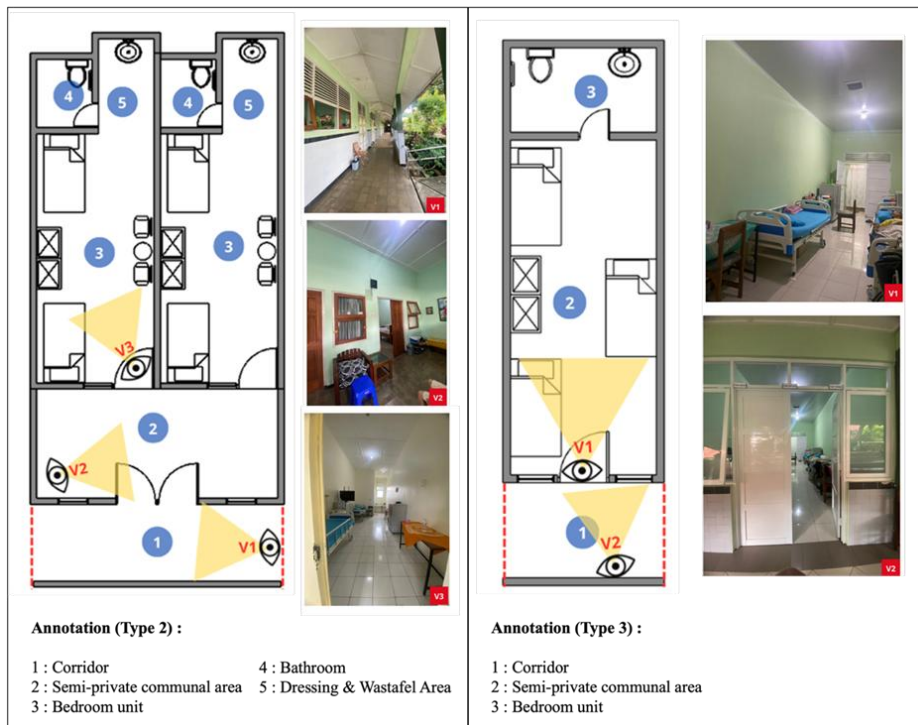 4
5
4
5
3
3
V3
2
V2
1
V1
V1
V2
V3
Annotation (Type 2) :
1 : Corridor
2 : Semi-private communal area
3 : Bedroom unit
4 : Bathroom
5 : Dressing & Wastafel Area
3
2
V1
1
V2
V1
V2
Annotation (Type 3) :
1 : Corridor
2 : Semi-private communal area
3 : Bedroom unit